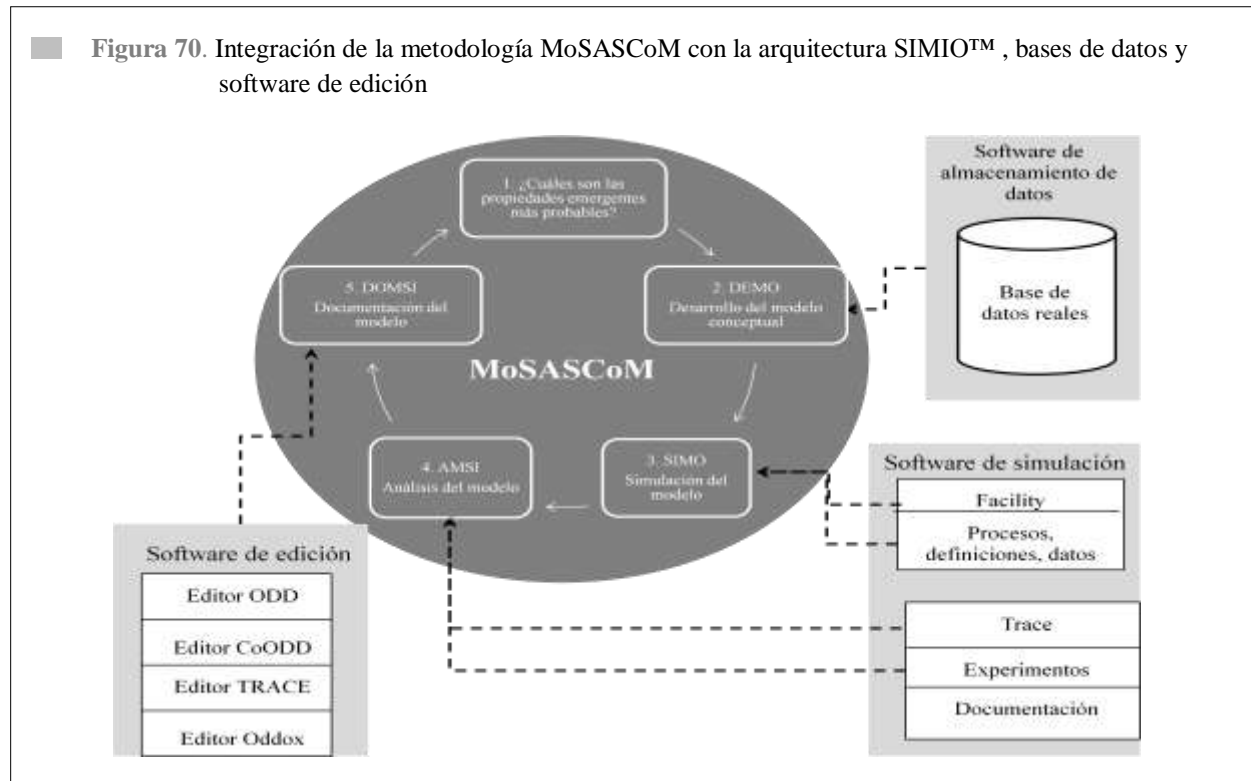 Figura 70. Integración de la metodología MoSASCoM con la arquitectura SIMIO™ , bases de datos y
software de edición
1. ¿Cuáles son las
propiedades emergentes
más probables?
5. DOMSI
Documentación del
modelo
2. DEMO
Desarrollo del modelo
conceptual
MoSASCoM
4. AMSI
Análisis del modelo
3. SIMO
Simulación del
modelo
Software de
almacenamiento de
datos
Base de
datos reales
Software de simulación
Facility
Procesos,
definiciones, datos
Trace
Experimentos
Documentación
Software de edición
Editor ODD
Editor CoODD
Editor TRACE
Editor Oddox